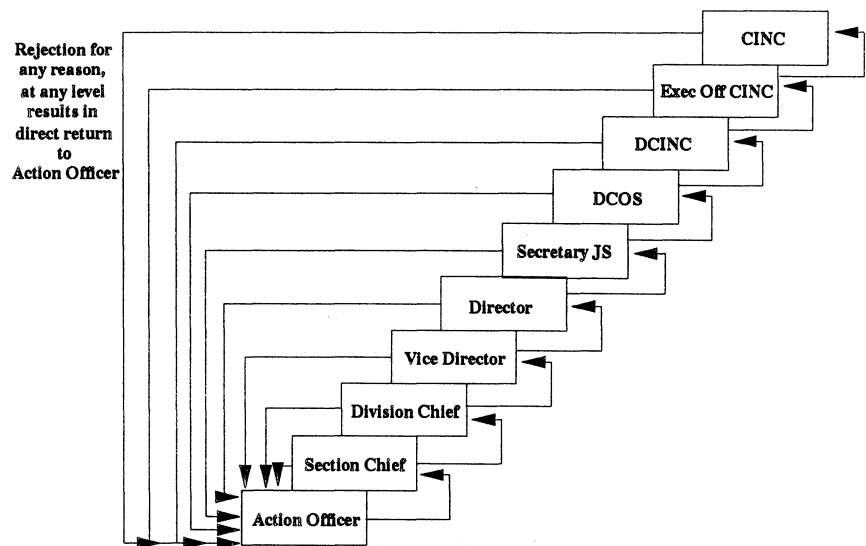 CINC
Rejection for
any reason,
at any level
results in
direct return
to
Action Officer
Exec Off CINC
DCINC
DCOS
Secretary JS
Director
Vice Director
Division Chief
Section Chief
Action Officer